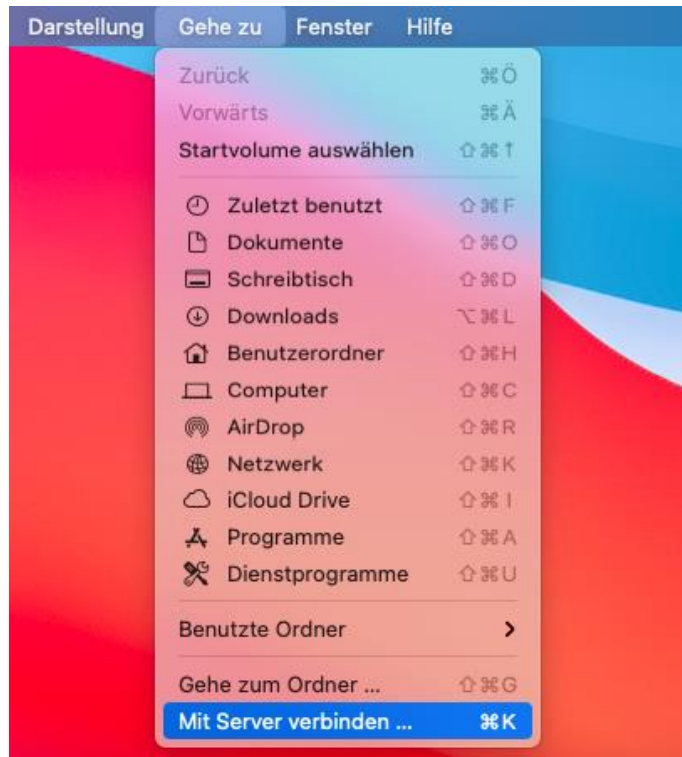 Darstellung Gehe zu Fenster Hilfe
Zurück ⌘Ö
Vorwärts ⌘Ä
Startvolume auswählen ⇧⌘↑
Zuletzt benutzt ⇧⌘F
Dokumente ⇧⌘O
Schreibtisch ⇧⌘D
Downloads ⌥⌘L
Benutzerordner ⇧⌘H
Computer ⇧⌘C
AirDrop ⇧⌘R
Netzwerk ⇧⌘K
iCloud Drive ⇧⌘I
Programme ⇧⌘A
Dienstprogramme ⇧⌘U
Benutzte Ordner
Gehe zum Ordner ... ⇧⌘G
Mit Server verbinden ... ⌘K